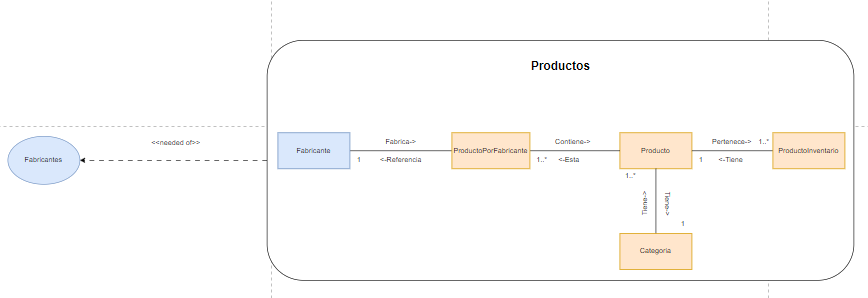 Productos
<<needed of>>
Fabricantes
Fabricante
Fabrica->
1
<-Referencia
ProductoPorFabricante
Contiene->
1..*
<-Esta
Producto
Pertenece->
1..*
1
<-Tiene
ProductoInventario
1..*
Tiene->
Tiene->
1
Categoria